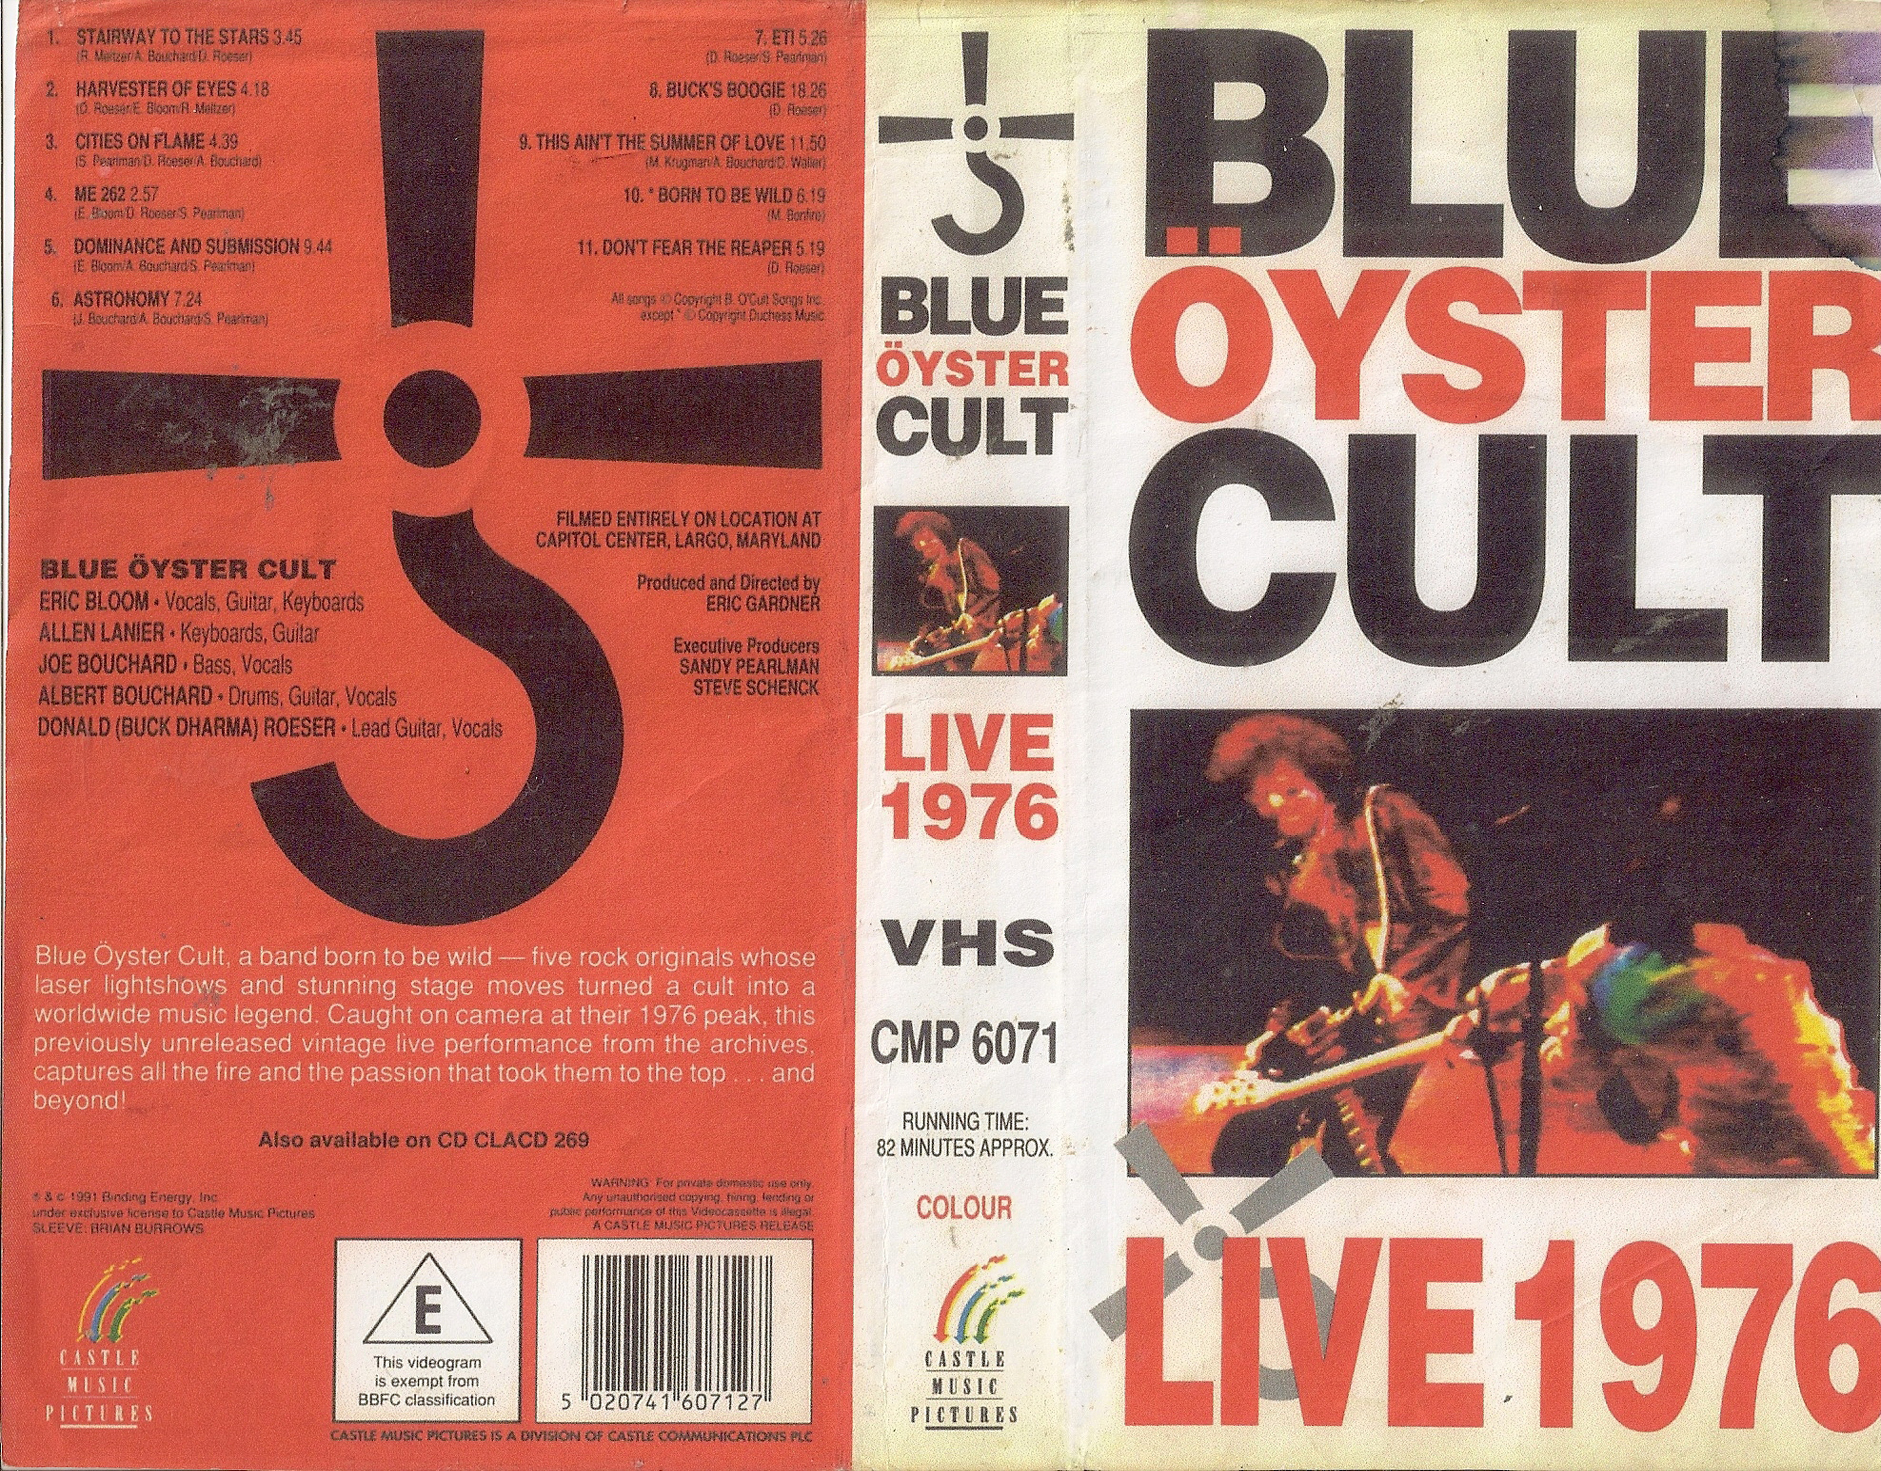 1. STAIRWAY TO THE STARS 3.45
(R. Meltzer/A. Bouchard/D. Roeser)
2. HARVESTER OF EYES 4.18
(D. Roeser/E. Bloom/R. Meltzer)
3. CITIES ON FLAME 4.39
(S. Pearlman/D. Roeser/A. Bouchard)
4. ME 262 2.57
(E. Bloom/D. Roeser/S. Pearlman)
5. DOMINANCE AND SUBMISSION 9.44
(E. Bloom/A. Bouchard/S. Pearlman)
6. ASTRONOMY 7.24
(J. Bouchard/A. Bouchard/S. Pearlman)
7. ETI 5.26
(D. Roeser/S. Pearlman)
8. BUCK'S BOOGIE 18.26
(D. Roeser)
9. THIS AIN'T THE SUMMER OF LOVE 11.50
(M. Krugman/A. Bouchard/D. Waller)
10. * BORN TO BE WILD 6.19
(M. Bonfire)
11. DON'T FEAR THE REAPER 5.19
(D. Roeser)
All songs © Copyright B. O'Cult Songs Inc.
except * © Copyright Duchess Music
FILMED ENTIRELY ON LOCATION AT
CAPITOL CENTER, LARGO, MARYLAND
Produced and Directed by
ERIC GARDNER
Executive Producers
SANDY PEARLMAN
STEVE SCHENCK
BLUE ÖYSTER CULT
ERIC BLOOM • Vocals, Guitar, Keyboards
ALLEN LANIER • Keyboards, Guitar
JOE BOUCHARD • Bass, Vocals
ALBERT BOUCHARD • Drums, Guitar, Vocals
DONALD (BUCK DHARMA) ROESER • Lead Guitar, Vocals
Blue Öyster Cult, a band born to be wild — five rock originals whose
laser lightshows and stunning stage moves turned a cult into a
worldwide music legend. Caught on camera at their 1976 peak, this
previously unreleased vintage live performance from the archives,
captures all the fire and the passion that took them to the top . . . and
beyond!
Also available on CD CLACD 269
℗ & © 1991 Binding Energy, Inc.
under exclusive license to Castle Music Pictures
SLEEVE: BRIAN BURROWS
WARNING: For private domestic use only.
Any unauthorised copying, hiring, lending or
public performance of this Videocassette is illegal.
A CASTLE MUSIC PICTURES RELEASE
CASTLE
MUSIC
PICTURES
E
This videogram
is exempt from
BBFC classification
5 020741 607127
CASTLE MUSIC PICTURES IS A DIVISION OF CASTLE COMMUNICATIONS PLC
BLUE
ÖYSTER
CULT
LIVE
1976
VHS
CMP 6071
RUNNING TIME:
82 MINUTES APPROX.
COLOUR
CASTLE
MUSIC
PICTURES
BLUE
ÖYSTER
CULT
LIVE 1976